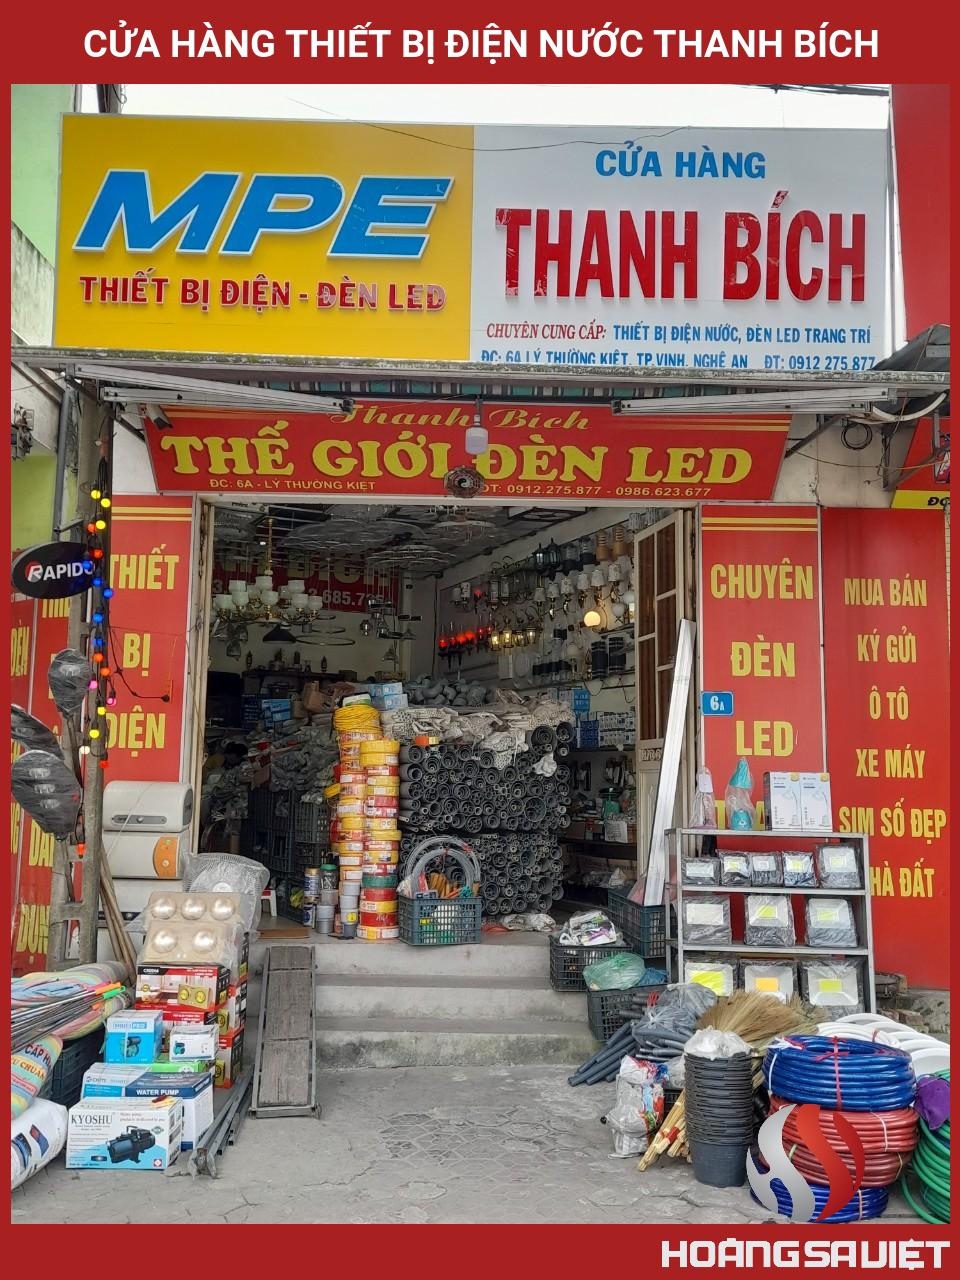 CỬA HÀNG THIẾT BỊ ĐIỆN NƯỚC THANH BÍCH
MPE
THIẾT BỊ ĐIỆN - ĐÈN LED
CỬA HÀNG
THANH BÍCH
CHUYÊN CUNG CẤP: THIẾT BỊ ĐIỆN NƯỚC, ĐÈN LED TRANG TRÍ
ĐC: 6A LÝ THƯỜNG KIỆT, TP.VINH, NGHỆ AN ĐT: 0912 275 877
Thanh Bích
THẾ GIỚI ĐÈN LED
ĐC: 6A - LÝ THƯỜNG KIỆT
ĐT: 0912.275.877 - 0986.623.677
RAPIDO
THIẾT
BỊ
ĐIỆN
CHUYÊN
ĐÈN
LED
6A
MUA BÁN
KÝ GỬI
Ô TÔ
XE MÁY
SIM SỐ ĐẸP
NHÀ ĐẤT
WATER PUMP
KYOSHU
HOÀNG SA VIỆT